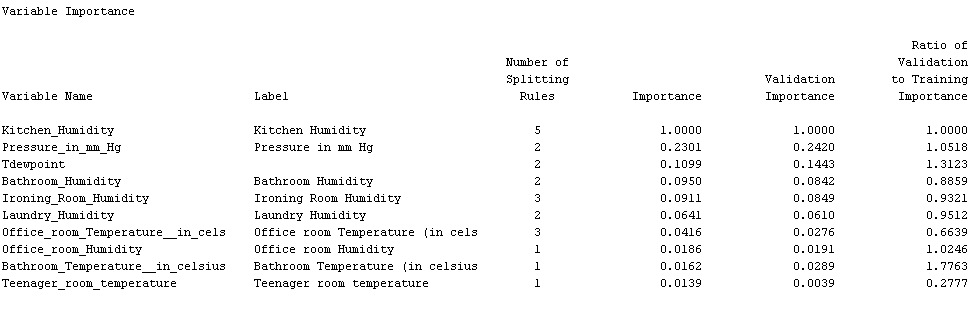 Variable Importance
Ratio of
Number of Validation
Splitting Validation to Training
Variable Name Label Rules Importance Importance Importance
Kitchen_Humidity Kitchen Humidity 5 1.0000 1.0000 1.0000
Pressure_in_mm_Hg Pressure in mm Hg 2 0.2301 0.2420 1.0518
Tdewpoint 2 0.1099 0.1443 1.3123
Bathroom_Humidity Bathroom Humidity 2 0.0950 0.0842 0.8859
Ironing_Room_Humidity Ironing Room Humidity 3 0.0911 0.0849 0.9321
Laundry_Humidity Laundry Humidity 2 0.0641 0.0610 0.9512
Office_room_Temperature__in_cels Office room Temperature (in cels 3 0.0416 0.0276 0.6639
Office_room_Humidity Office room Humidity 1 0.0186 0.0191 1.0246
Bathroom_Temperature__in_celsius Bathroom Temperature (in celsius 1 0.0162 0.0289 1.7763
Teenager_room_temperature Teenager room temperature 1 0.0139 0.0039 0.2777